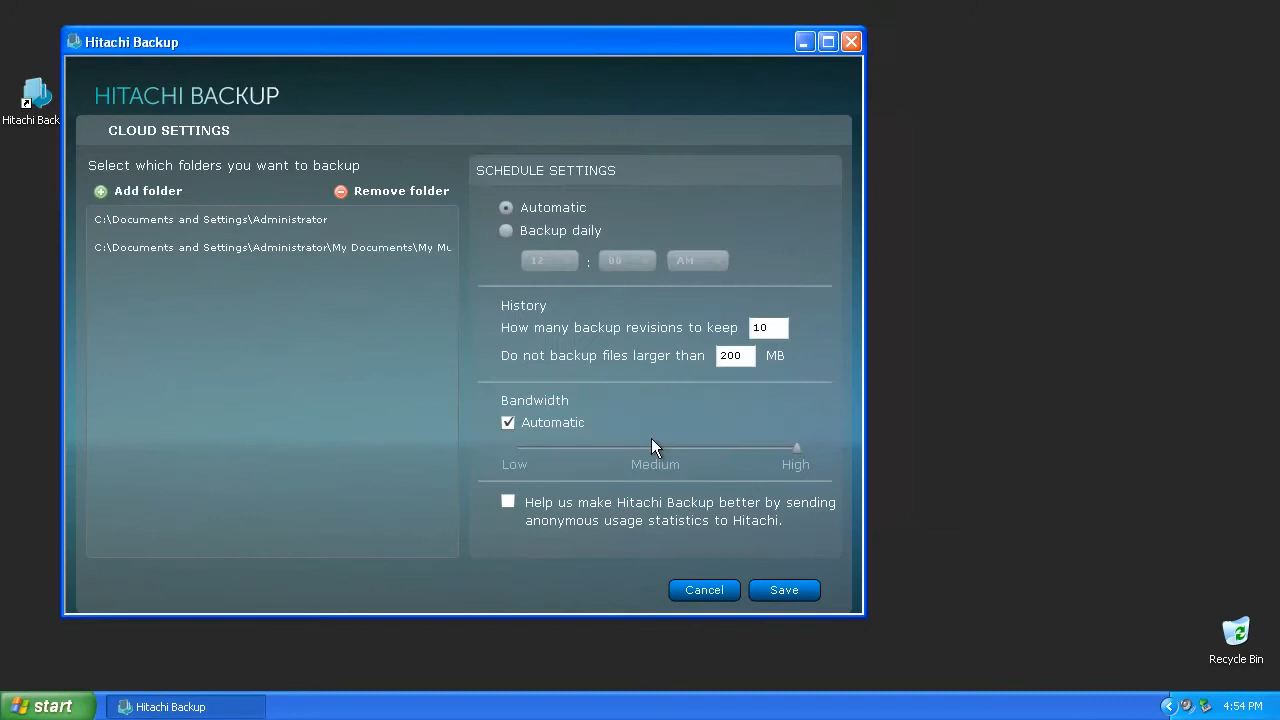 Hitachi Backup
Hitachi Back
HITACHI BACKUP
CLOUD SETTINGS
Select which folders you want to backup
Add folder
Remove folder
C:\Documents and Settings\Administrator
C:\Documents and Settings\Administrator\My Documents\My Mu
SCHEDULE SETTINGS
Automatic
Backup daily
12 : 00 AM
History
How many backup revisions to keep 10
Do not backup files larger than 200 MB
Bandwidth
Automatic
Low Medium High
Help us make Hitachi Backup better by sending
anonymous usage statistics to Hitachi.
Cancel Save
Recycle Bin
start
Hitachi Backup
4:54 PM